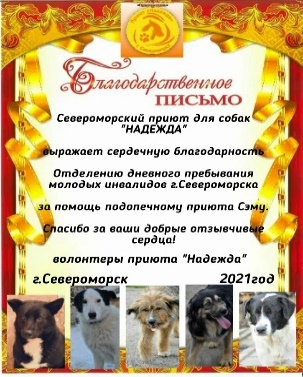 Благодарственное
ПИСЬМО
Североморский приют для собак
"НАДЕЖДА"
выражает сердечную благодарность
Отделению дневного пребывания
молодых инвалидов г.Североморска
за помощь подопечному приюта Сэму.
Спасибо за ваши добрые отзывчивые
сердца!
волонтеры приюта "Надежда"
г.Североморск 2021год